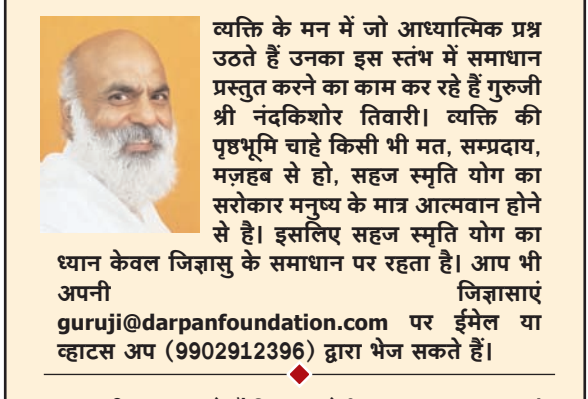 व्यक्ति के मन में जो आध्यात्मिक प्रश्न
उठते हैं उनका इस स्तंभ में समाधान
प्रस्तुत करने का काम कर रहे हैं गुरुजी
श्री नंदकिशोर तिवारी। व्यक्ति की
पृष्ठभूमि चाहे किसी भी मत, सम्प्रदाय,
मज़हब से हो, सहज स्मृति योग का
सरोकार मनुष्य के मात्र आत्मवान होने
से है। इसलिए सहज स्मृति योग का
ध्यान केवल जिज्ञासु के समाधान पर रहता है। आप भी
अपनी जिज्ञासाएं
guruji@darpanfoundation.com पर ईमेल या
व्हाटस अप (9902912396) द्वारा भेज सकते हैं।